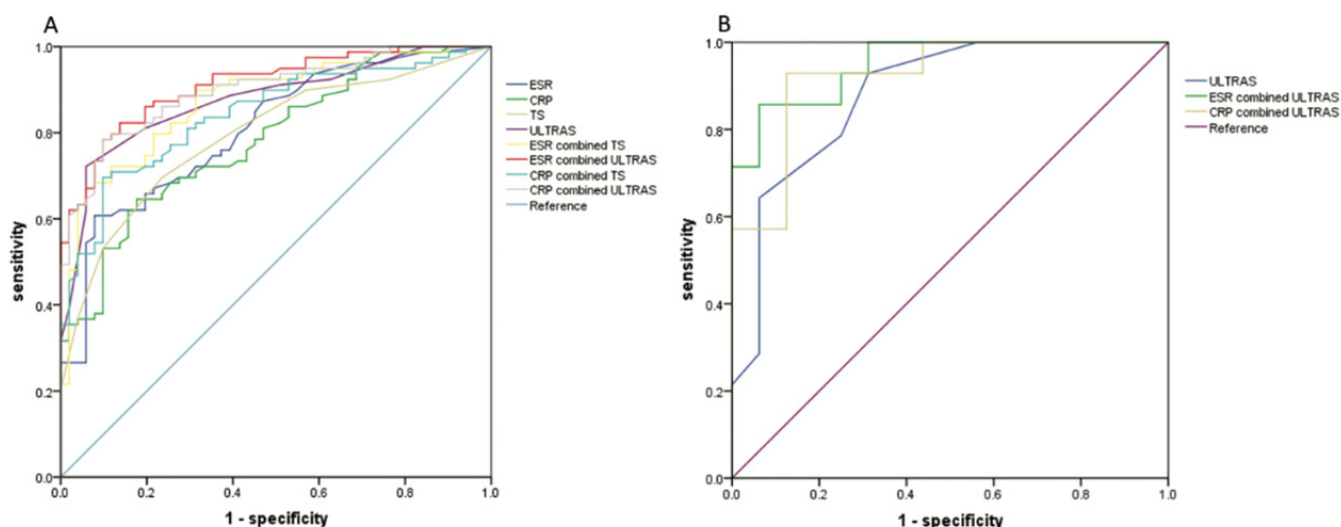 A
1.0
0.8
0.6
0.4
0.2
0.0
0.0 0.2 0.4 0.6 0.8 1.0
sensitivity
1 - specificity
ESR
CRP
TS
ULTRAS
ESR combined TS
ESR combined ULTRAS
CRP combined TS
CRP combined ULTRAS
Reference
B
1.0
0.8
0.6
0.4
0.2
0.0
0.0 0.2 0.4 0.6 0.8 1.0
sensitivity
1 - specificity
ULTRAS
ESR combined ULTRAS
CRP combined ULTRAS
Reference